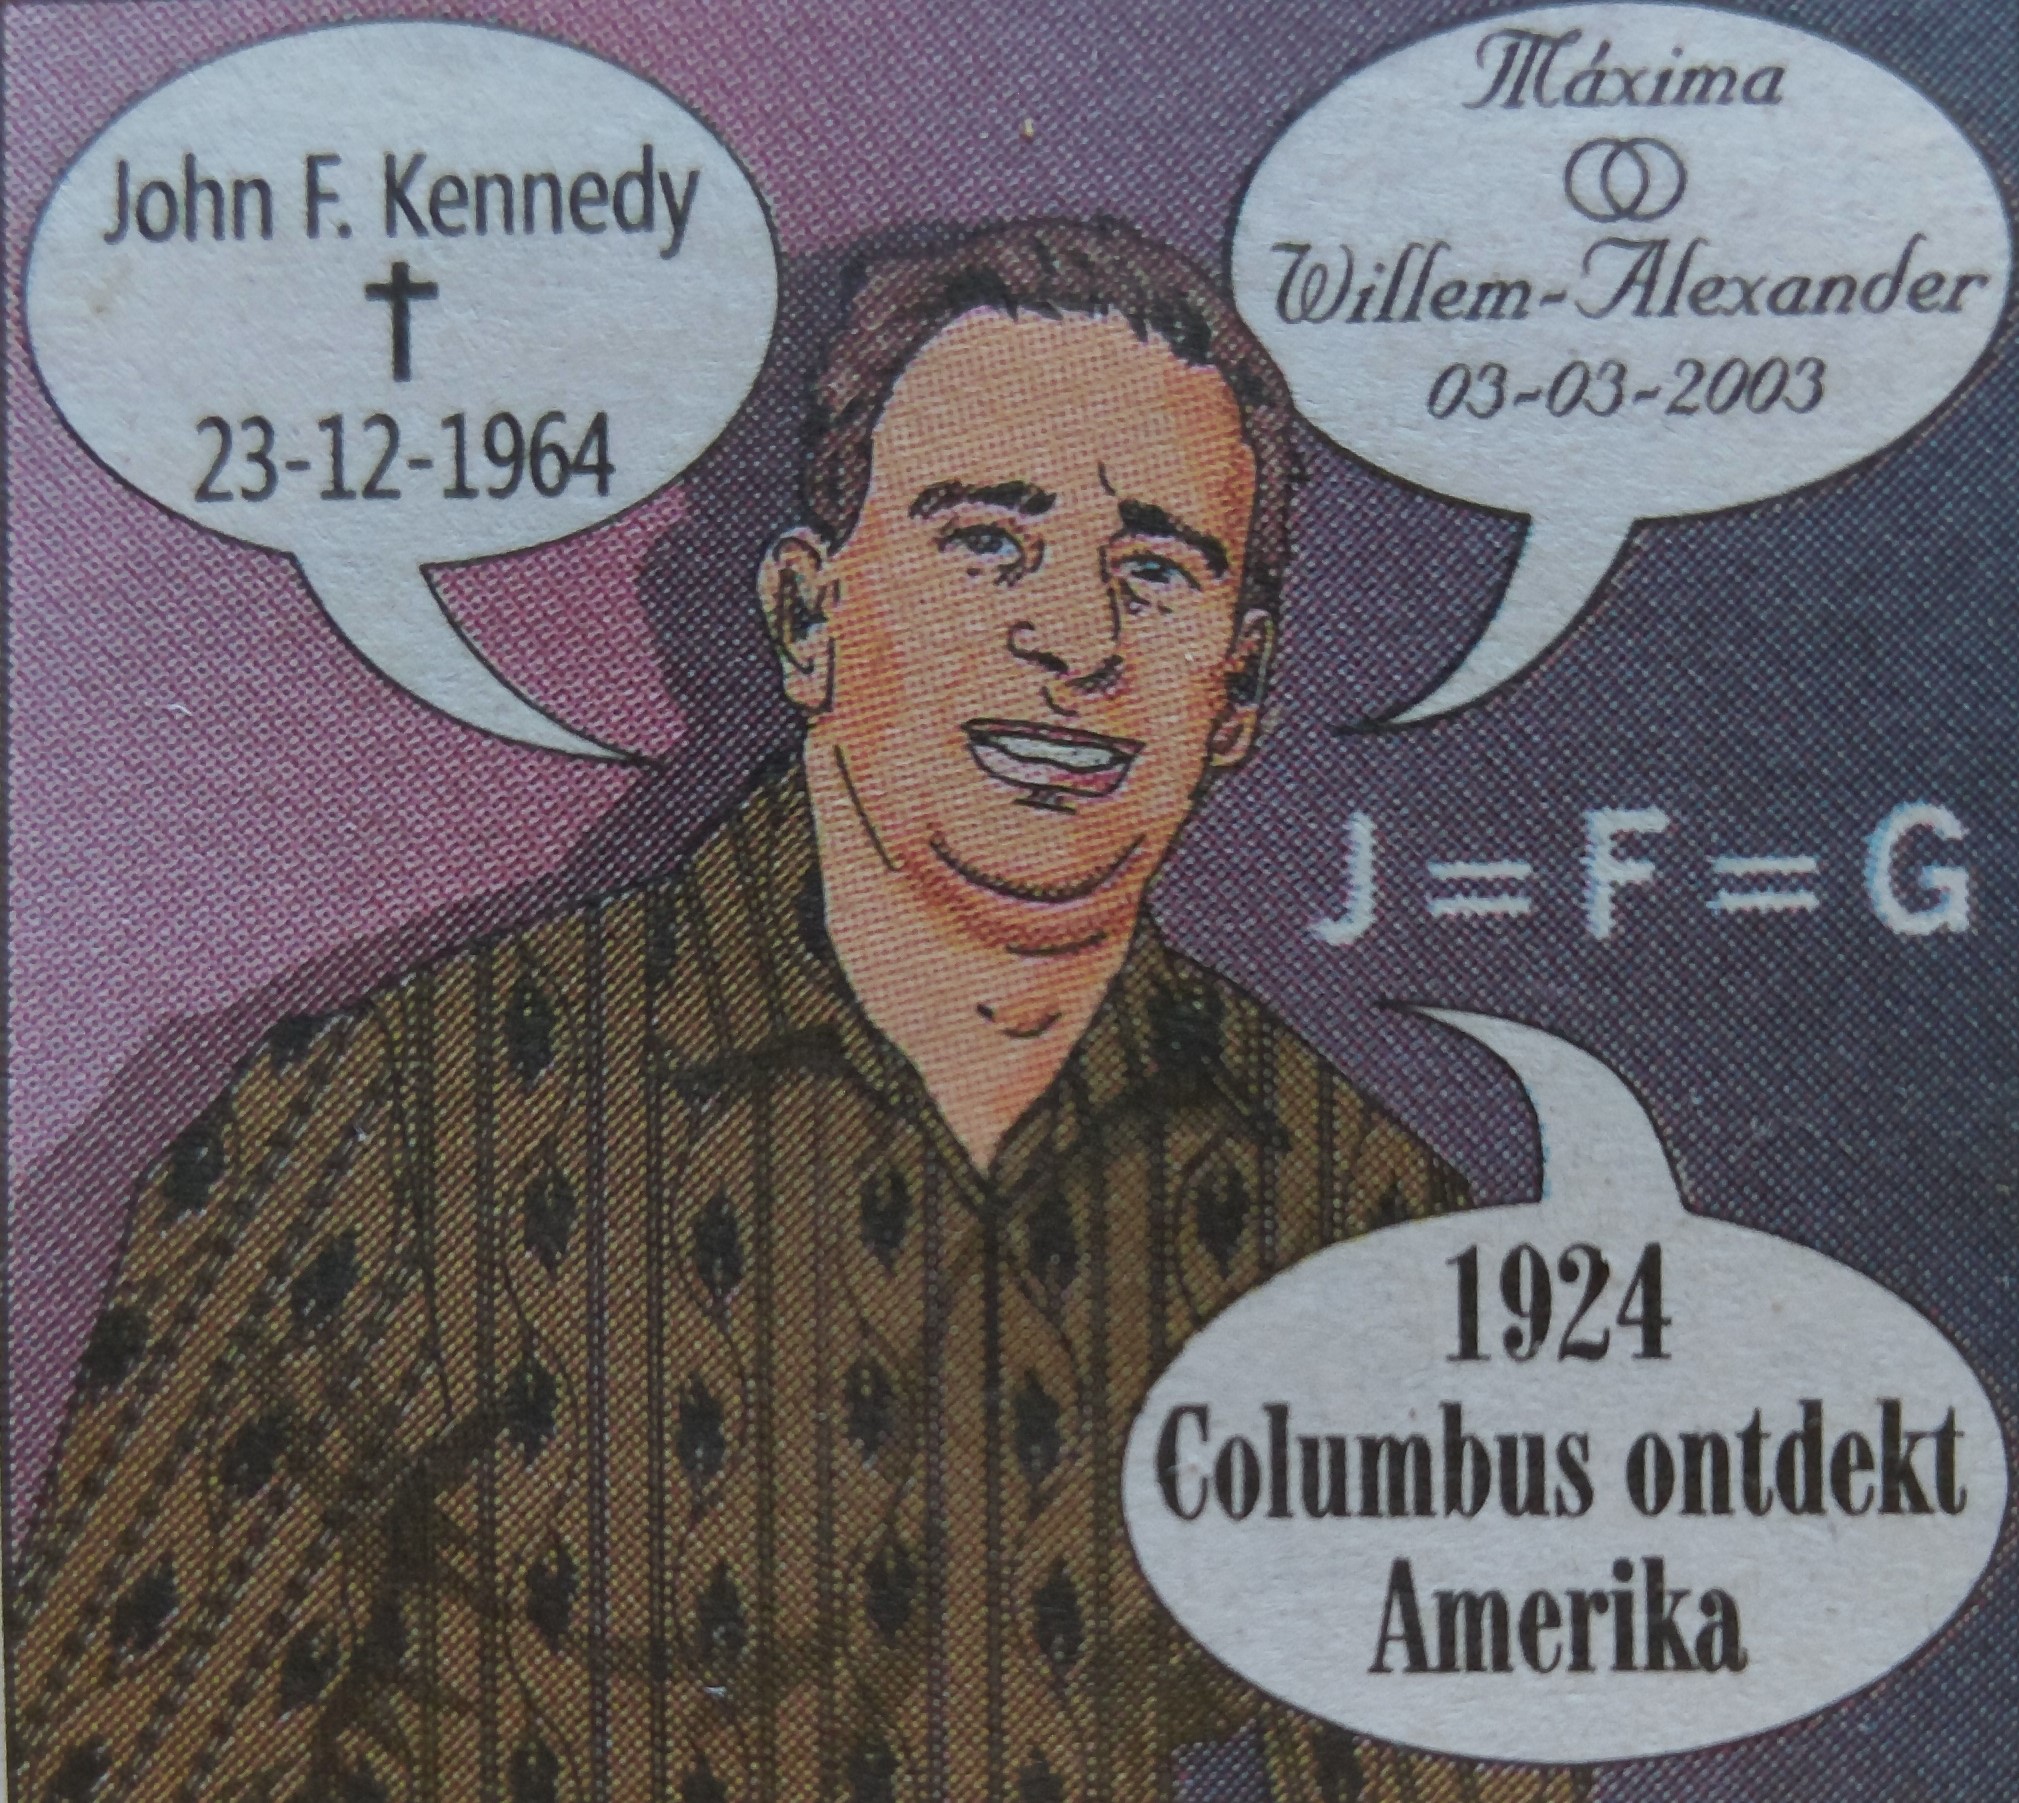 John F. Kennedy
†
23-12-1964
Máxima
Willem-Alexander
03-03-2003
J = F = G
1924
Columbus ontdekt
Amerika